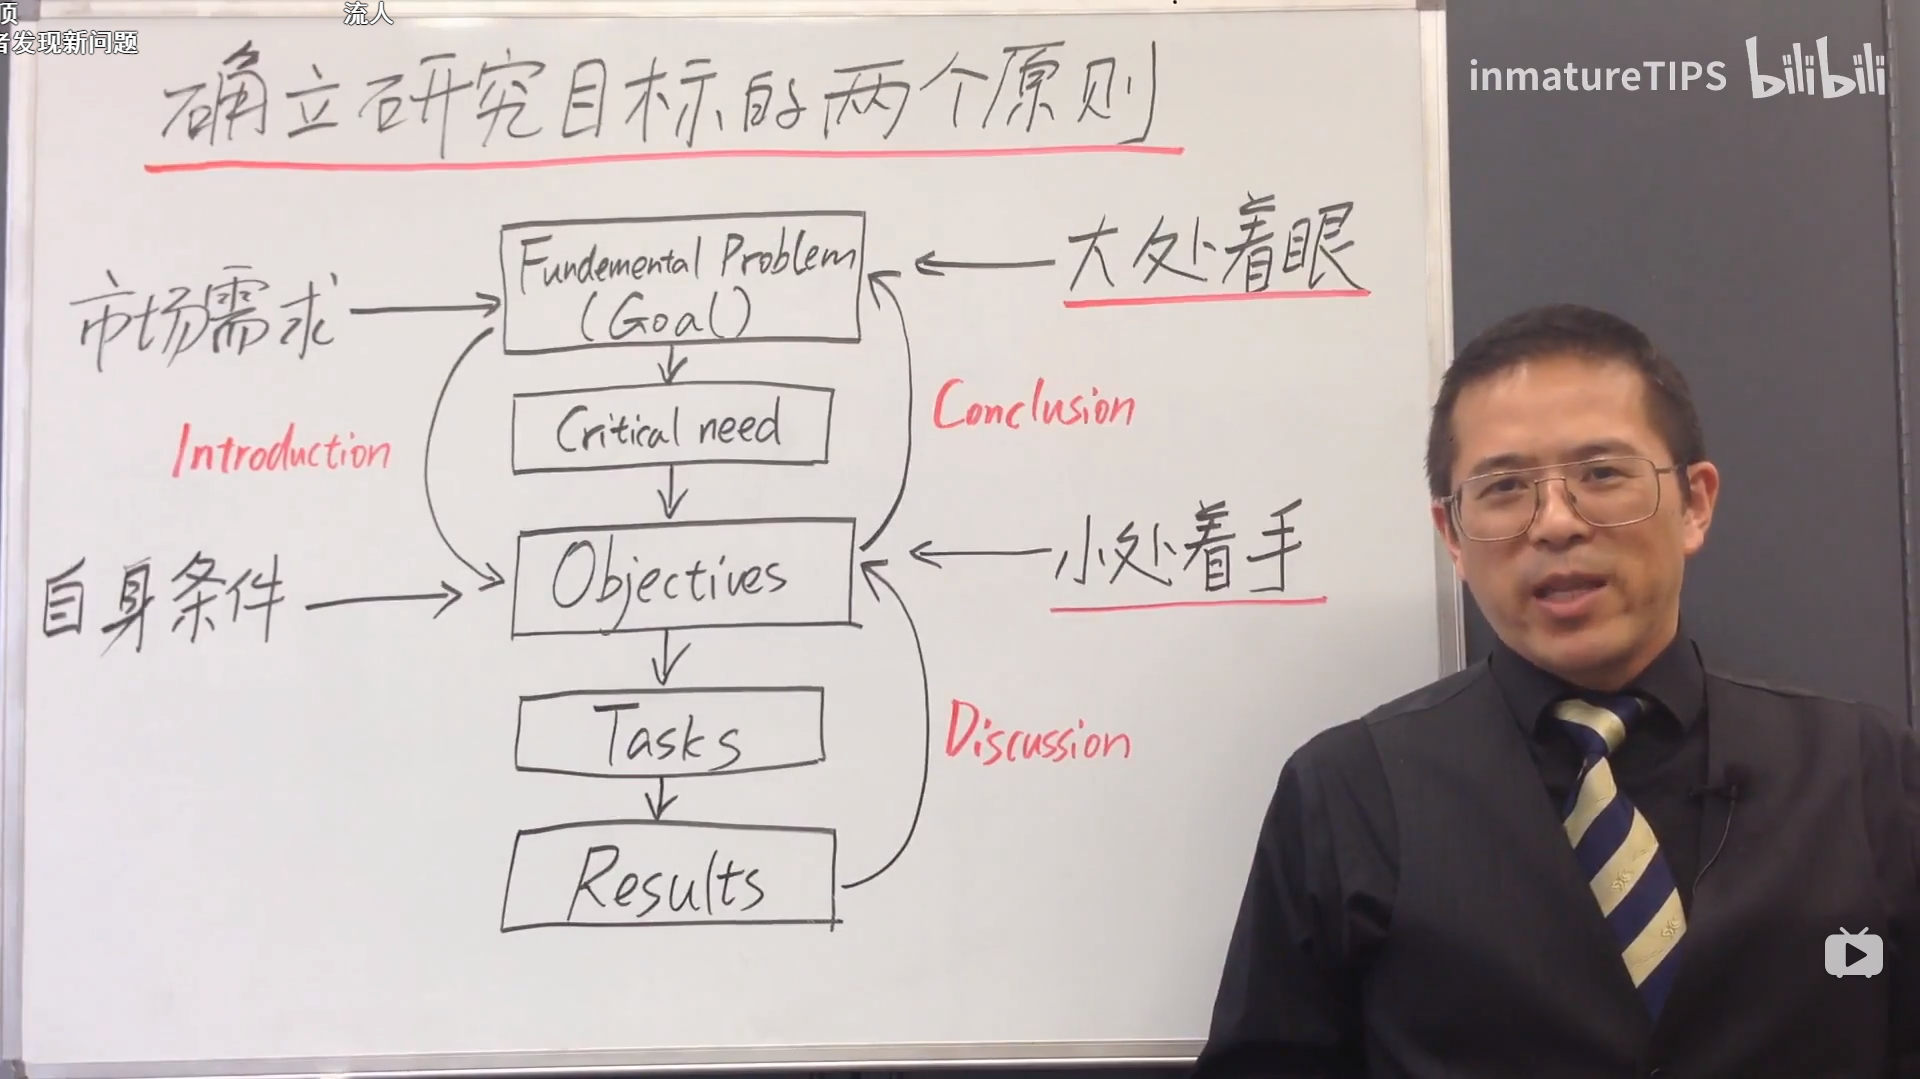 顶
流人
者发现新问题
inmatureTIPS bilibili
确立研究目标的两个原则
市场需求
Fundemental Problem
(Goal)
大处着眼
Introduction
Critical need
Conclusion
自身条件
Objectives
小处着手
Tasks
Discussion
Results